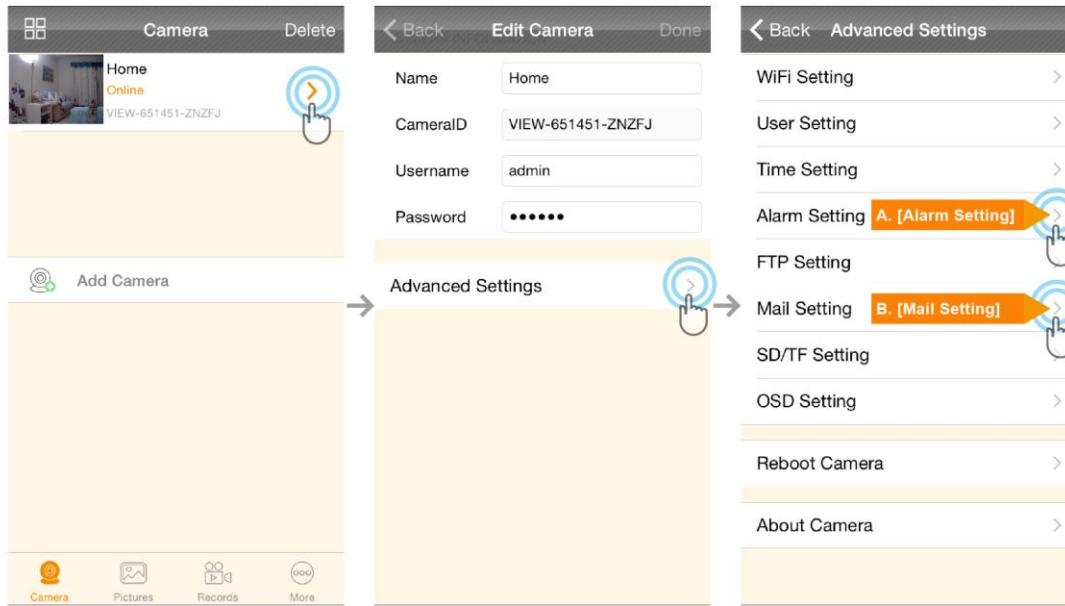 Camera
Delete
Home
Online
VIEW-651451-ZNZFJ
Add Camera
Camera
Pictures
Records
More
Back
Edit Camera
Done
Name
Home
CameraID
VIEW-651451-ZNZFJ
Username
admin
Password
••••••
Advanced Settings
Back
Advanced Settings
WiFi Setting
User Setting
Time Setting
Alarm Setting
A. [Alarm Setting]
FTP Setting
Mail Setting
B. [Mail Setting]
SD/TF Setting
OSD Setting
Reboot Camera
About Camera